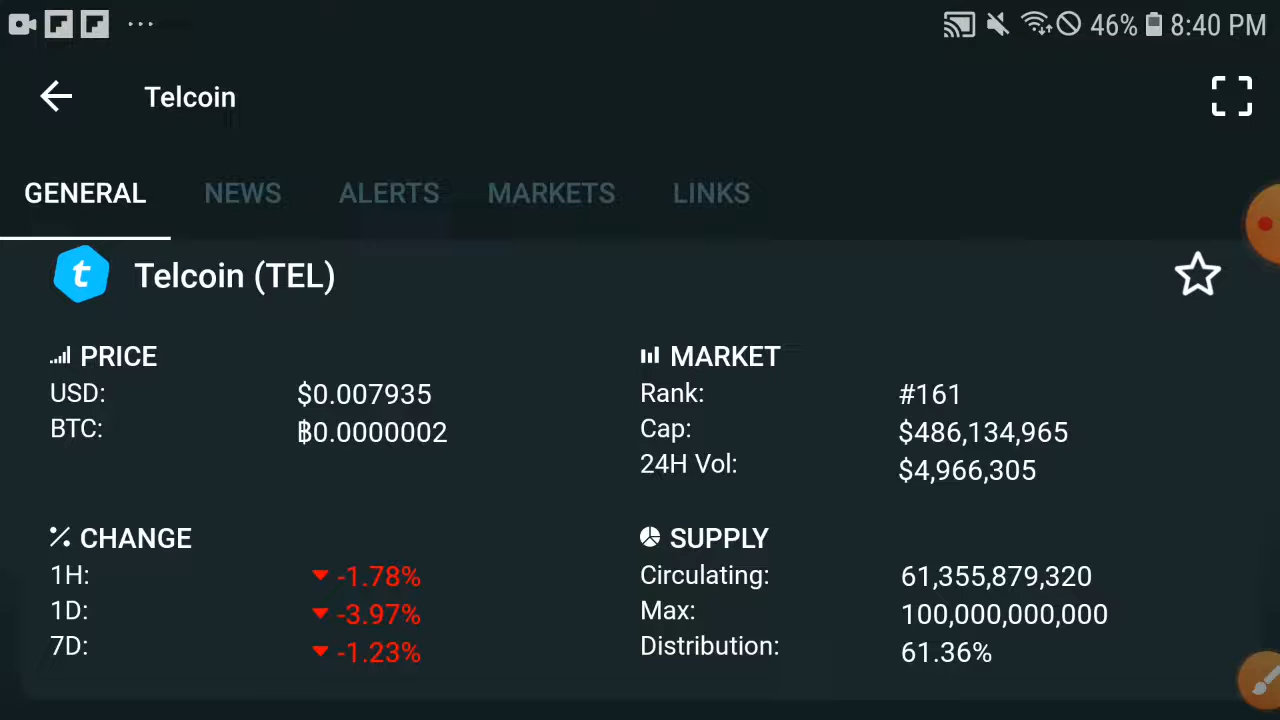 46% 8:40 PM
Telcoin
GENERAL NEWS ALERTS MARKETS LINKS
t Telcoin (TEL)
PRICE
USD: $0.007935
BTC: ฿0.0000002
MARKET
Rank: #161
Cap: $486,134,965
24H Vol: $4,966,305
CHANGE
1H: -1.78%
1D: -3.97%
7D: -1.23%
SUPPLY
Circulating: 61,355,879,320
Max: 100,000,000,000
Distribution: 61.36%